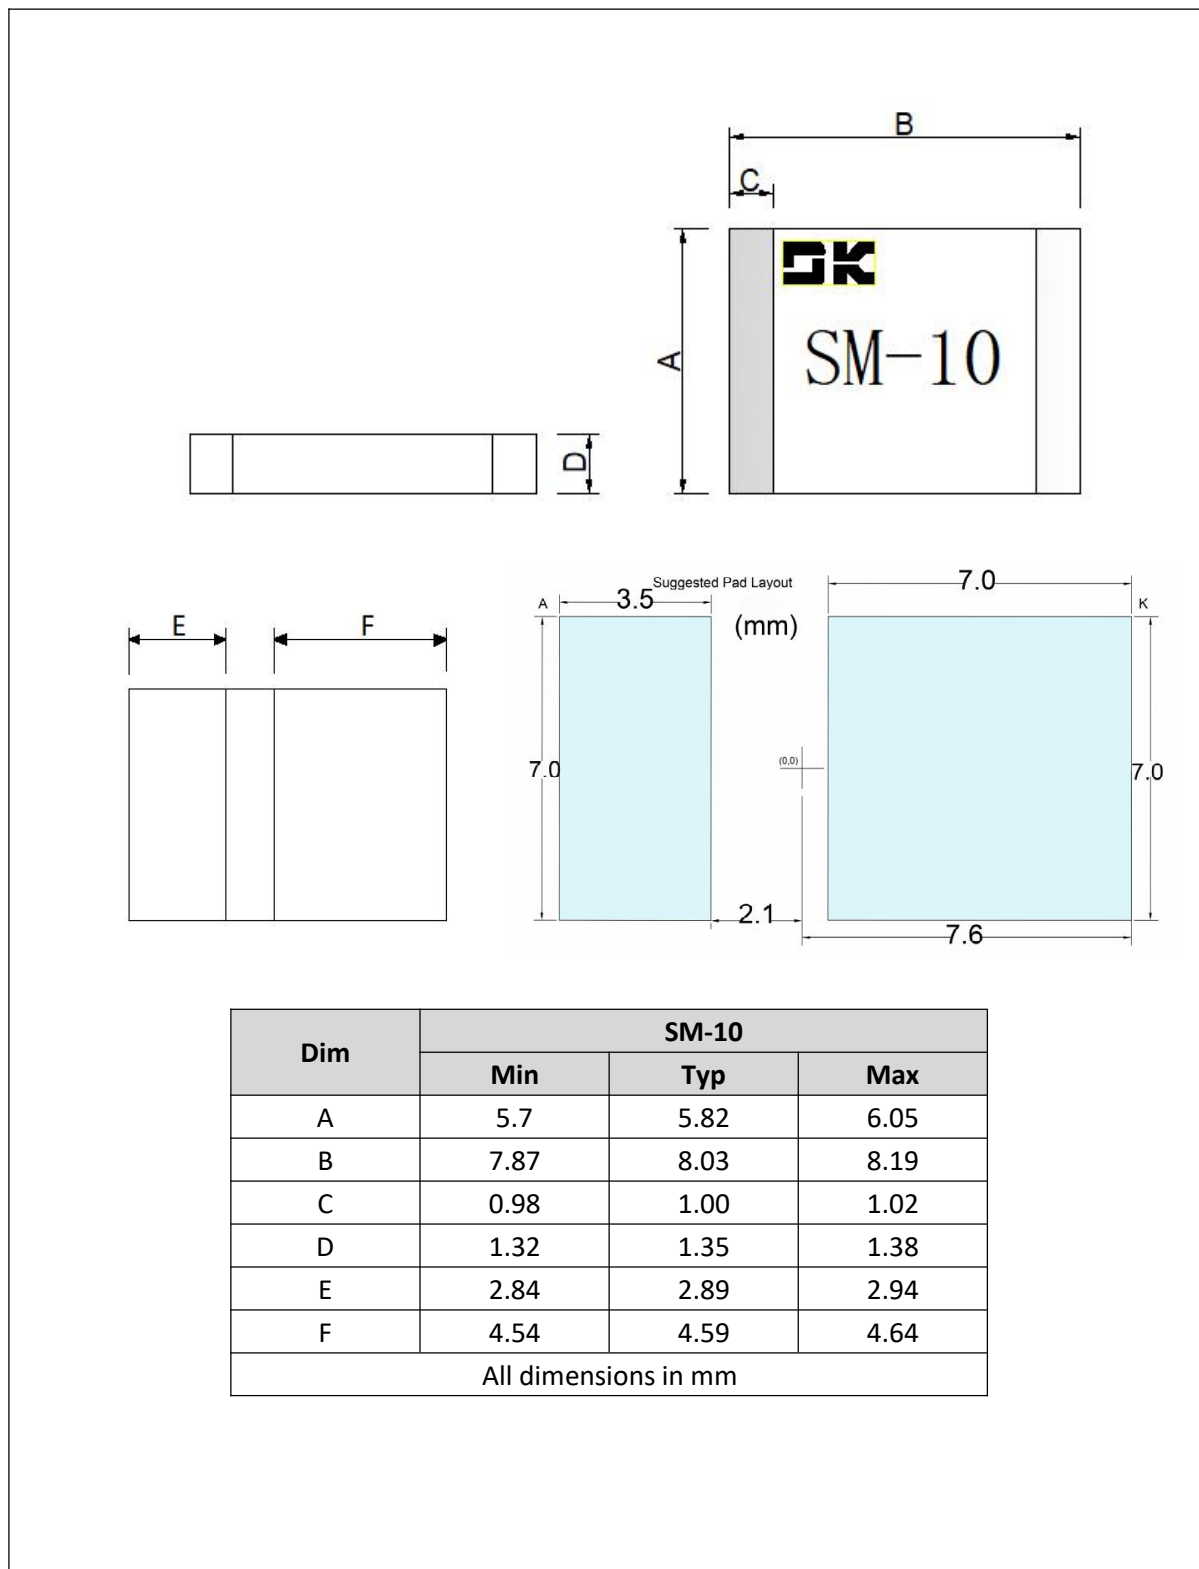 B
C
SK
A
SM-10
D
E
F
Suggested Pad Layout
A
3.5
(mm)
7.0
K
7.0
(0,0)
7.0
2.1
7.6
Dim SM-10
Min Typ Max
A 5.7 5.82 6.05
B 7.87 8.03 8.19
C 0.98 1.00 1.02
D 1.32 1.35 1.38
E 2.84 2.89 2.94
F 4.54 4.59 4.64
All dimensions in mm